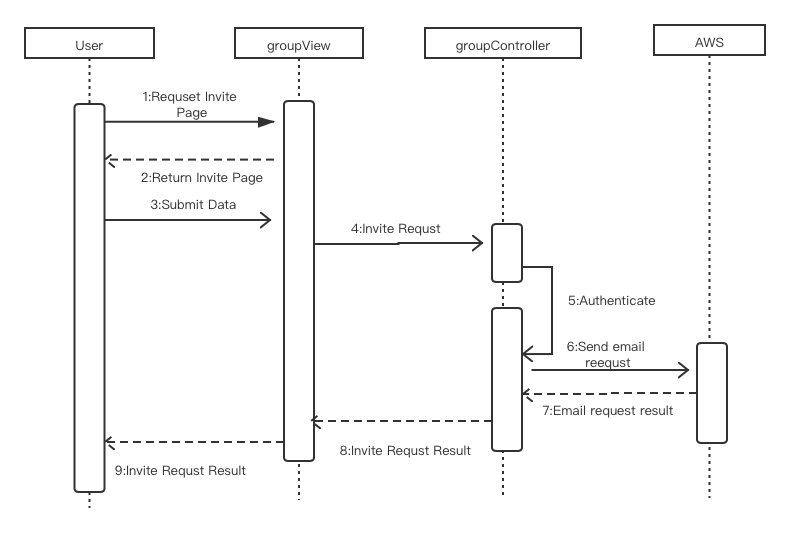 User
groupView
groupController
AWS
1:Requset Invite
Page
2:Return Invite Page
3:Submit Data
4:Invite Requst
5:Authenticate
6:Send email
reequst
7:Email request result
8:Invite Requst Result
9:Invite Requst Result